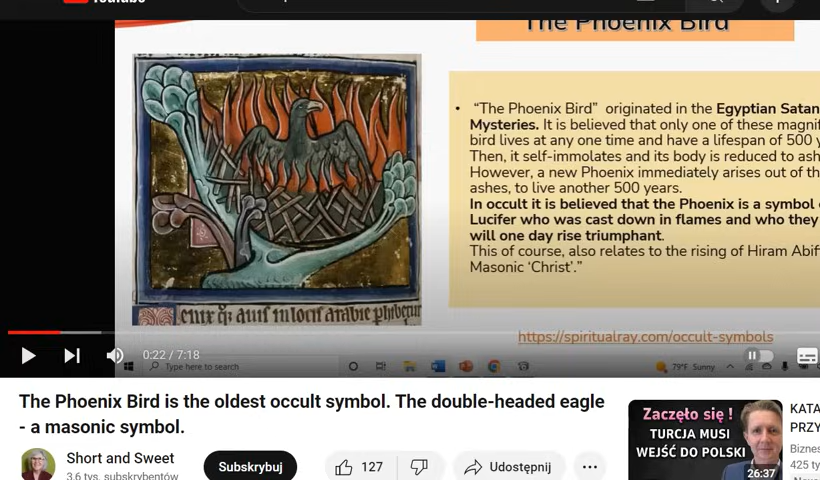 The Phoenix Bird
• "The Phoenix Bird" originated in the Egyptian Satan
Mysteries. It is believed that only one of these magnif
bird lives at any one time and have a lifespan of 500 y
Then, it self-immolates and its body is reduced to ash
However, a new Phoenix immediately arises out of th
ashes, to live another 500 years.
In occult it is believed that the Phoenix is a symbol
Lucifer who was cast down in flames and who they
will one day rise triumphant.
This of course, also relates to the rising of Hiram Abif
Masonic 'Christ'."
https://spiritualray.com/occult-symbols
0:22 / 7:18
Type here to search
79°F Sunny
The Phoenix Bird is the oldest occult symbol. The double-headed eagle
- a masonic symbol.
Short and Sweet
3,6 tys. subskrybentów
Subskrybuj
127
Udostępnij
Zaczęło się !
TURCJA MUSI
WEJŚĆ DO POLSKI
26:37
KATA
PRZY
Biznes
425 ty